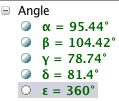 Angle
α = 95.44°
β = 104.42°
γ = 78.74°
δ = 81.4°
ε = 360°